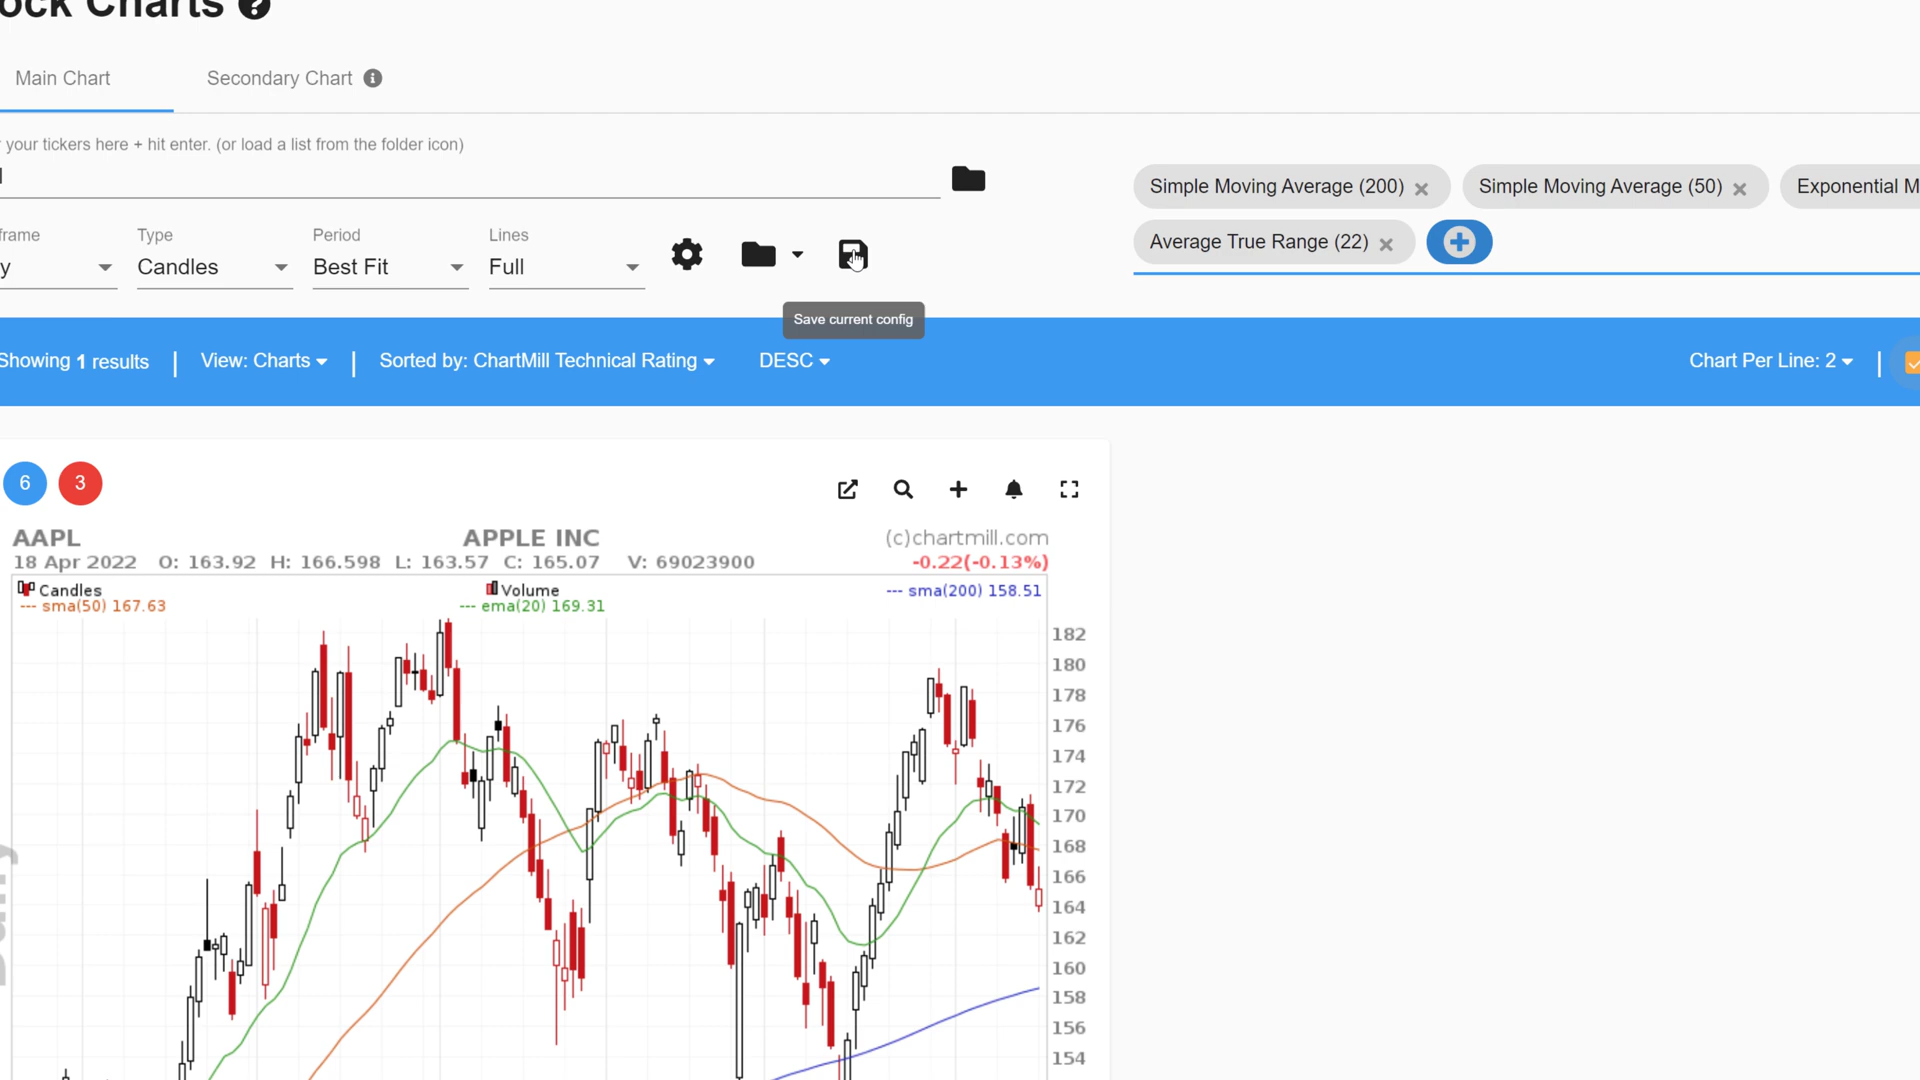 ock Charts ?
Main Chart
Secondary Chart
your tickers here + hit enter. (or load a list from the folder icon)
Simple Moving Average (200)
Simple Moving Average (50)
Exponential M
Average True Range (22)
frame
y
Type
Candles
Period
Best Fit
Lines
Full
Save current config
Showing 1 results
View: Charts
Sorted by: ChartMill Technical Rating
DESC
Chart Per Line: 2
6
3
AAPL
APPLE INC
(c)chartmill.com
18 Apr 2022 O: 163.92 H: 166.598 L: 163.57 C: 165.07 V: 69023900
-0.22(-0.13%)
Candles
Volume
--- sma(200) 158.51
--- sma(50) 167.63
--- ema(20) 169.31
182
180
178
176
174
172
170
168
166
164
162
160
158
156
154